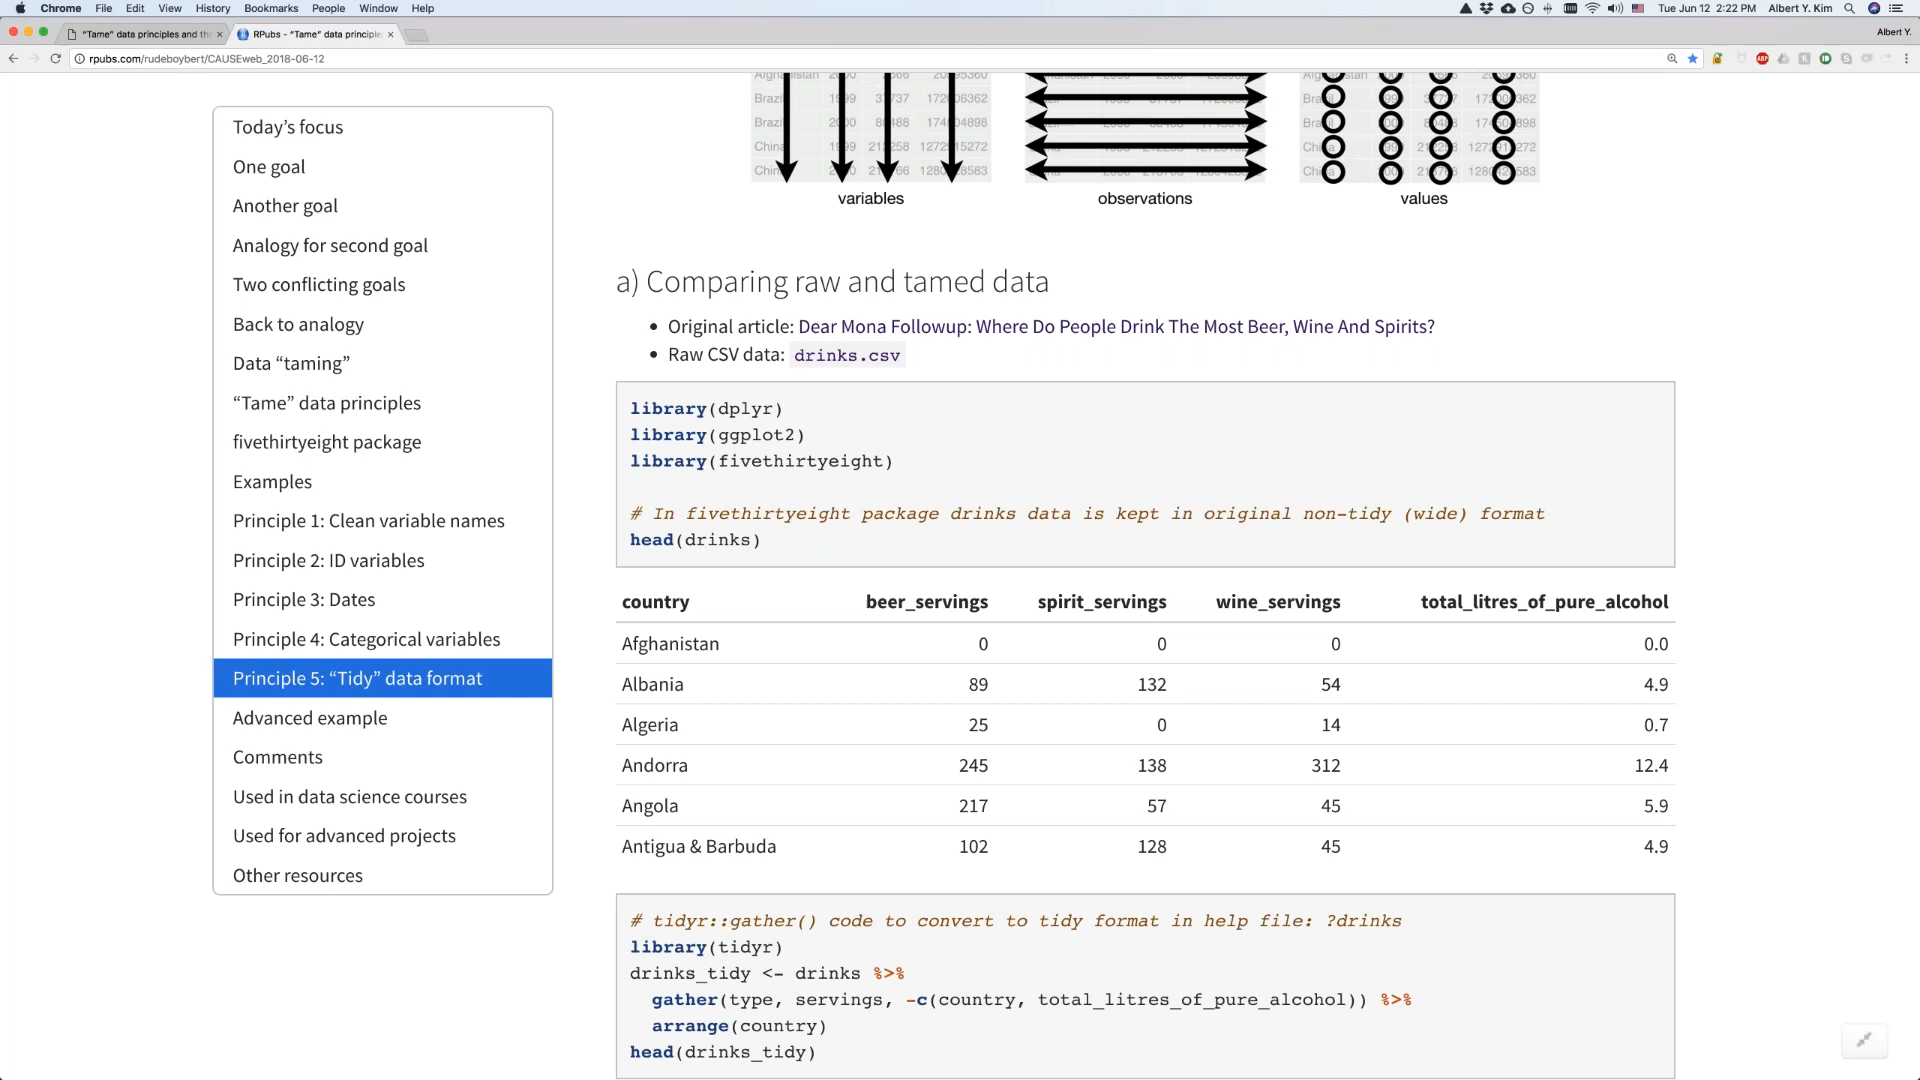 Chrome File Edit View History Bookmarks People Window Help
Tue Jun 12 2:22 PM Albert Y. Kim
"Tame" data principles and th
RPubs - "Tame" data principle
Albert Y.
rpubs.com/rudeboybert/CAUSEweb_2018-06-12
Today’s focus
One goal
Another goal
Analogy for second goal
Two conflicting goals
Back to analogy
Data “taming”
“Tame” data principles
fivethirtyeight package
Examples
Principle 1: Clean variable names
Principle 2: ID variables
Principle 3: Dates
Principle 4: Categorical variables
Principle 5: “Tidy” data format
Advanced example
Comments
Used in data science courses
Used for advanced projects
Other resources
variables observations values
a) Comparing raw and tamed data
• Original article: Dear Mona Followup: Where Do People Drink The Most Beer, Wine And Spirits?
• Raw CSV data: drinks.csv
library(dplyr)
library(ggplot2)
library(fivethirtyeight)
# In fivethirtyeight package drinks data is kept in original non-tidy (wide) format
head(drinks)
country beer_servings spirit_servings wine_servings total_litres_of_pure_alcohol
Afghanistan 0 0 0 0.0
Albania 89 132 54 4.9
Algeria 25 0 14 0.7
Andorra 245 138 312 12.4
Angola 217 57 45 5.9
Antigua & Barbuda 102 128 45 4.9
# tidyr::gather() code to convert to tidy format in help file: ?drinks
library(tidyr)
drinks_tidy <- drinks %>%
gather(type, servings, -c(country, total_litres_of_pure_alcohol)) %>%
arrange(country)
head(drinks_tidy)